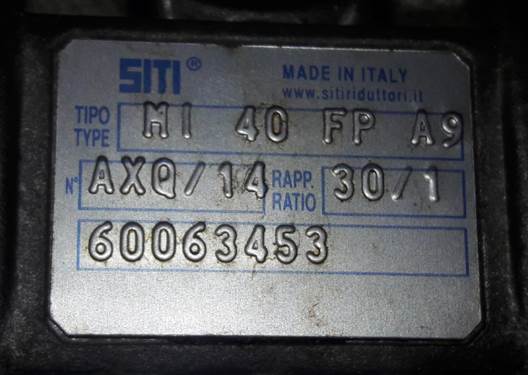 SITI® MADE IN ITALY
www.sitiriduttori.it
TIPO
TYPE MI 40 FP A9
N° AXQ/14 RAPP. RATIO 30/1
60063453